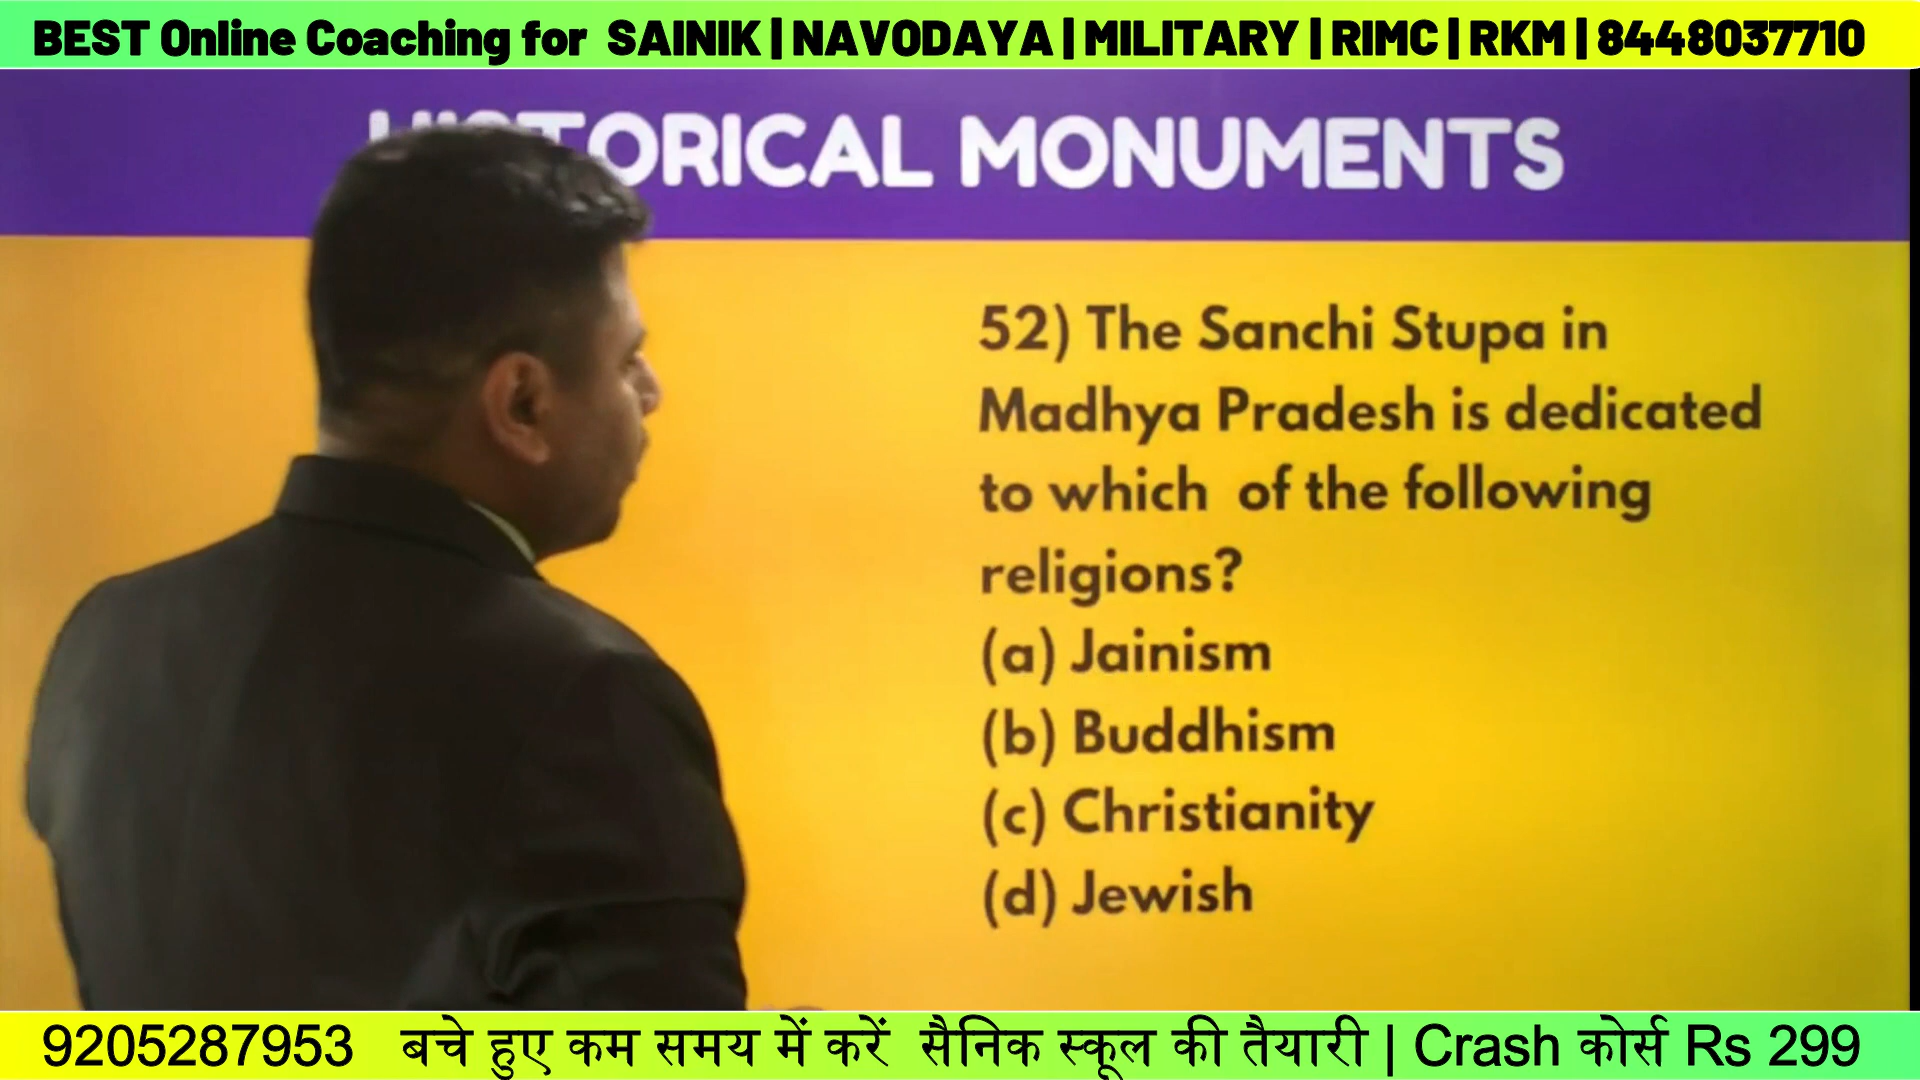 BEST Online Coaching for SAINIK | NAVODAYA | MILITARY | RIMC | RKM | 8448037710
HISTORICAL MONUMENTS
52) The Sanchi Stupa in
Madhya Pradesh is dedicated
to which of the following
religions?
(a) Jainism
(b) Buddhism
(c) Christianity
(d) Jewish
9205287953 बचे हुए कम समय में करें सैनिक स्कूल की तैयारी | Crash कोर्स Rs 299